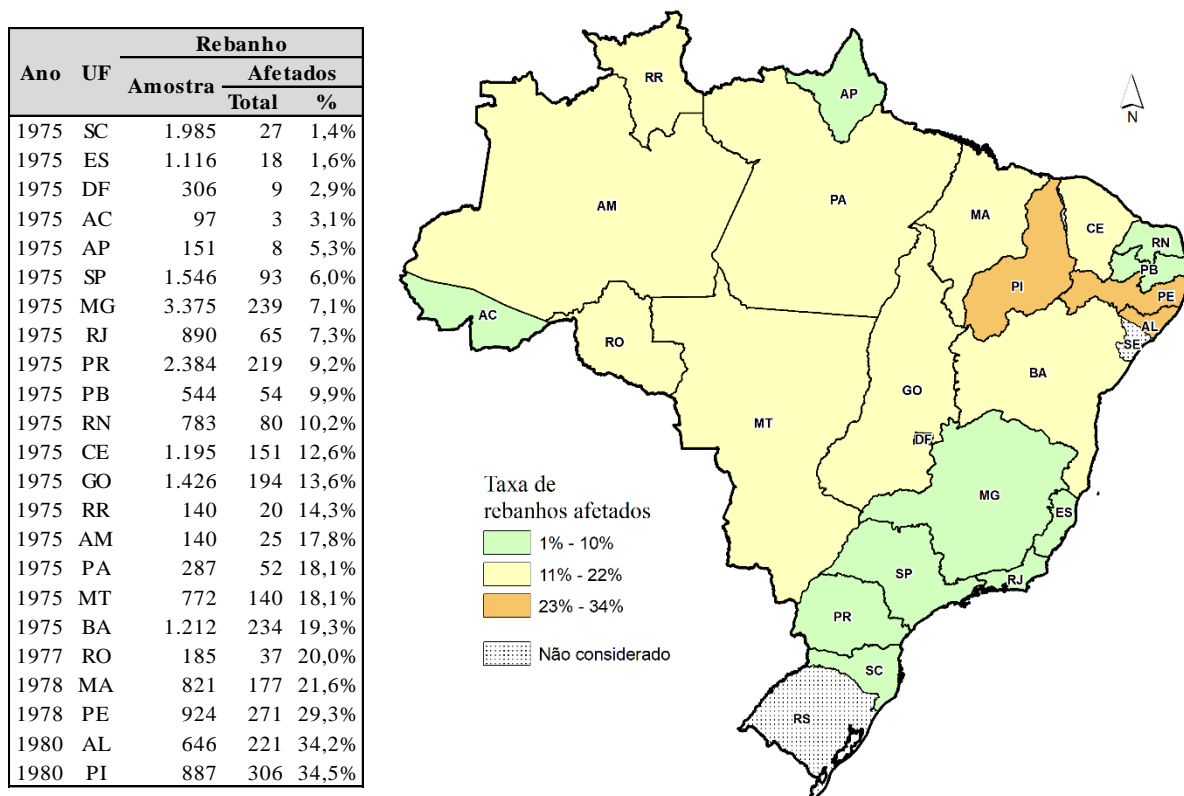 Rebanho
Ano UF Amostra Afetados
Total %
1975 SC 1.985 27 1,4%
1975 ES 1.116 18 1,6%
1975 DF 306 9 2,9%
1975 AC 97 3 3,1%
1975 AP 151 8 5,3%
1975 SP 1.546 93 6,0%
1975 MG 3.375 239 7,1%
1975 RJ 890 65 7,3%
1975 PR 2.384 219 9,2%
1975 PB 544 54 9,9%
1975 RN 783 80 10,2%
1975 CE 1.195 151 12,6%
1975 GO 1.426 194 13,6%
1975 RR 140 20 14,3%
1975 AM 140 25 17,8%
1975 PA 287 52 18,1%
1975 MT 772 140 18,1%
1975 BA 1.212 234 19,3%
1977 RO 185 37 20,0%
1978 MA 821 177 21,6%
1978 PE 924 271 29,3%
1980 AL 646 221 34,2%
1980 PI 887 306 34,5%
RR
AP
N
AM
PA
MA
CE
RN
PB
PI
PE
AL
AC
SE
RO
BA
GO
MT
DF
MG
ES
SP
RJ
PR
SC
RS
Taxa de
rebanhos afetados
1% - 10%
11% - 22%
23% - 34%
Não considerado